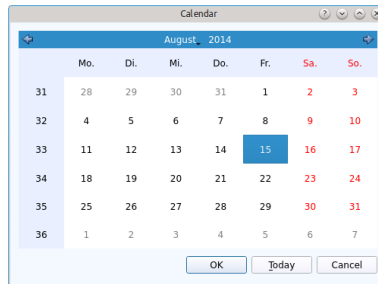 Calendar
August, 2014
Mo. Di. Mi. Do. Fr. Sa. So.
31 28 29 30 31 1 2 3
32 4 5 6 7 8 9 10
33 11 12 13 14 15 16 17
34 18 19 20 21 22 23 24
35 25 26 27 28 29 30 31
36 1 2 3 4 5 6 7
OK Today Cancel